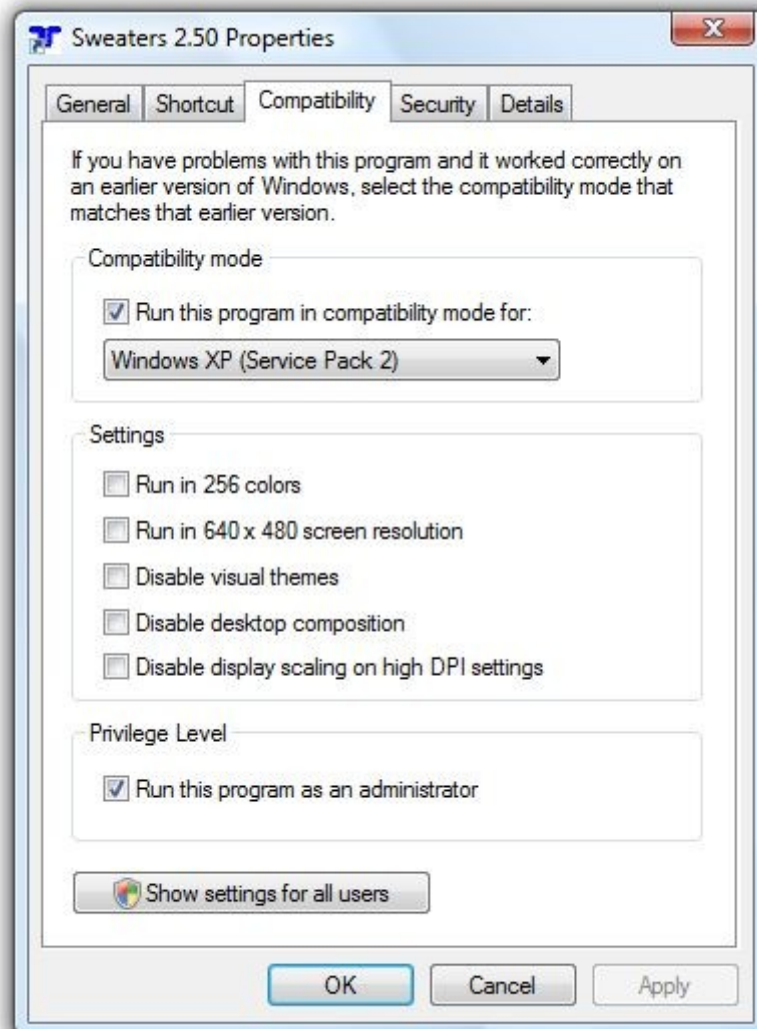 Sweaters 2.50 Properties
General Shortcut Compatibility Security Details
If you have problems with this program and it worked correctly on
an earlier version of Windows, select the compatibility mode that
matches that earlier version.
Compatibility mode
Run this program in compatibility mode for:
Windows XP (Service Pack 2)
Settings
Run in 256 colors
Run in 640 x 480 screen resolution
Disable visual themes
Disable desktop composition
Disable display scaling on high DPI settings
Privilege Level
Run this program as an administrator
Show settings for all users
OK Cancel Apply